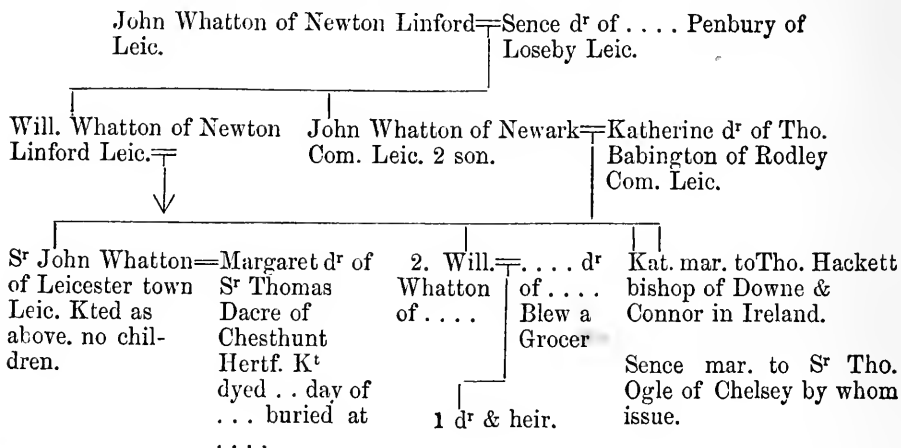 John Whatton of Newton Linford=Sence dʳ of . . . . Penbury of
Leic.
Loseby Leic.
Will. Whatton of Newton
Linford Leic.=
John Whatton of Newark=Katherine dʳ of Tho.
Com. Leic. 2 son.
Babington of Rodley
Com. Leic.
Sʳ John Whatton=
of Leicester town
Leic. Kted as
above. no chil-
dren.
Margaret dʳ of
Sʳ Thomas
Dacre of
Chesthunt
Hertf. Kᵗ
dyed . . day of
. . . buried at
. . . .
2. Will.=
Whatton
of . . . .
. . . . dʳ
of . . . .
Blew a
Grocer
1 dʳ & heir.
Kat. mar. toTho. Hackett
bishop of Downe &
Connor in Ireland.
Sence mar. to Sʳ Tho.
Ogle of Chelsey by whom
issue.